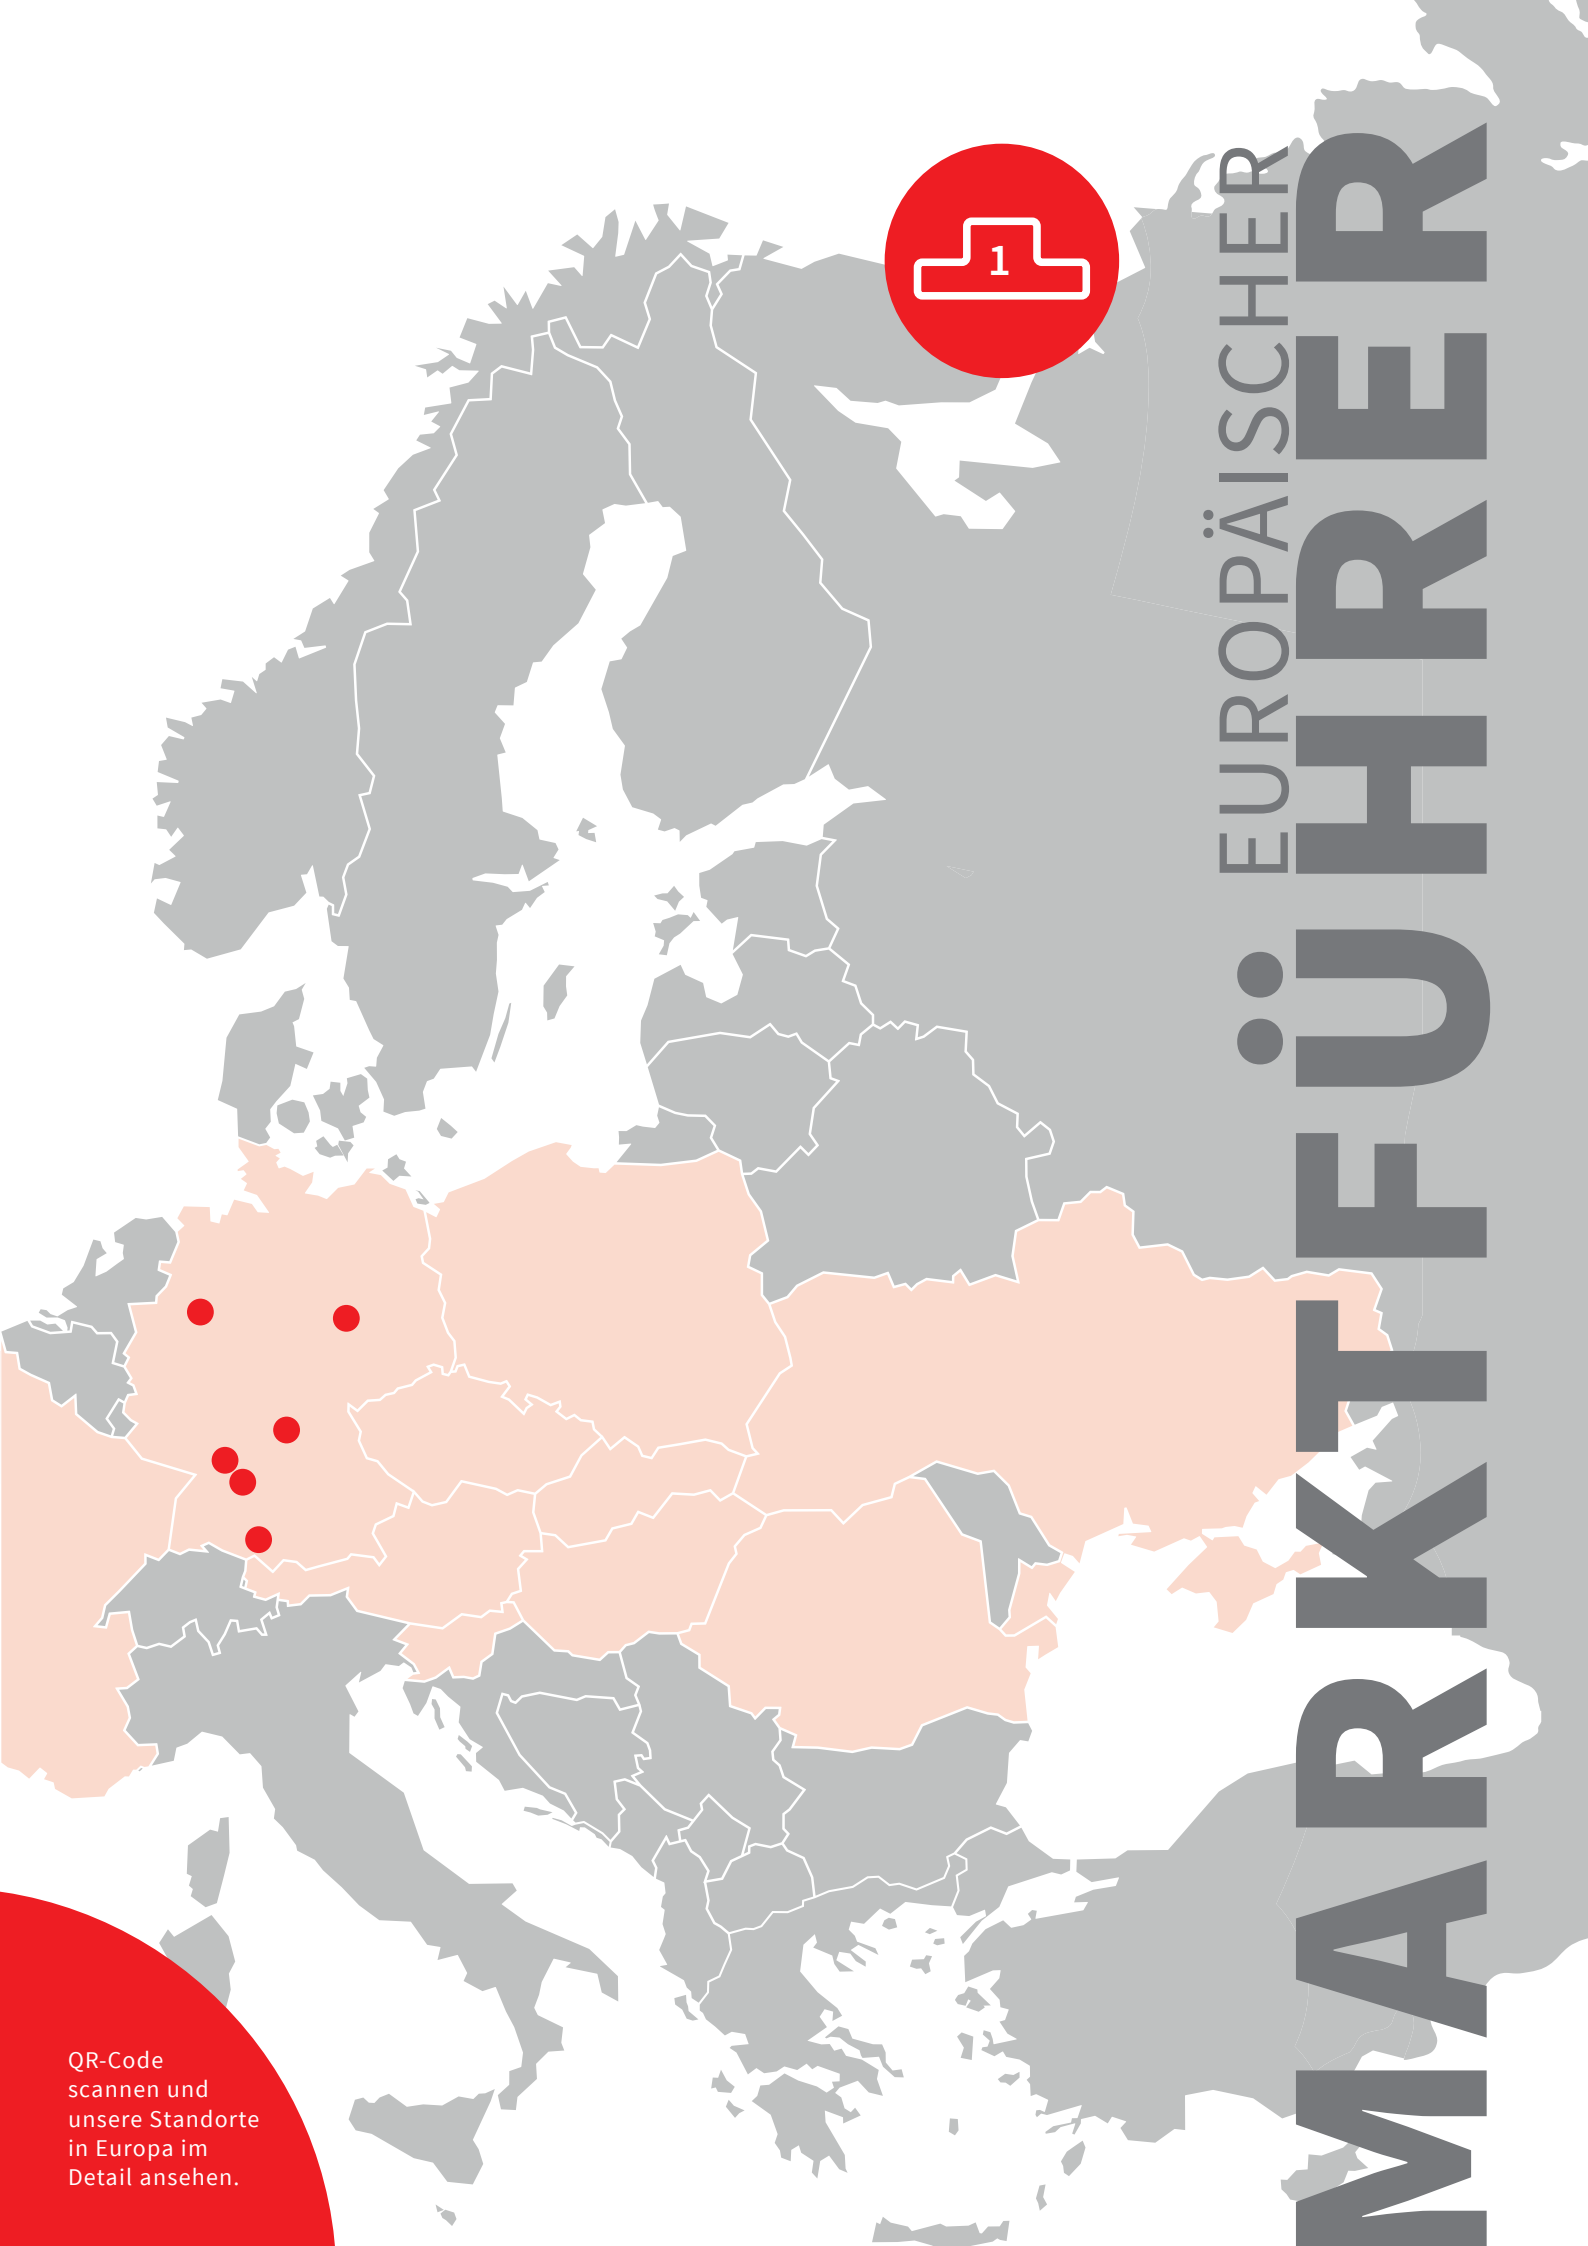 1
EUROPÄISCHER
MARKTFÜHRER
QR-Code
scannen und
unsere Standorte
in Europa im
Detail ansehen.